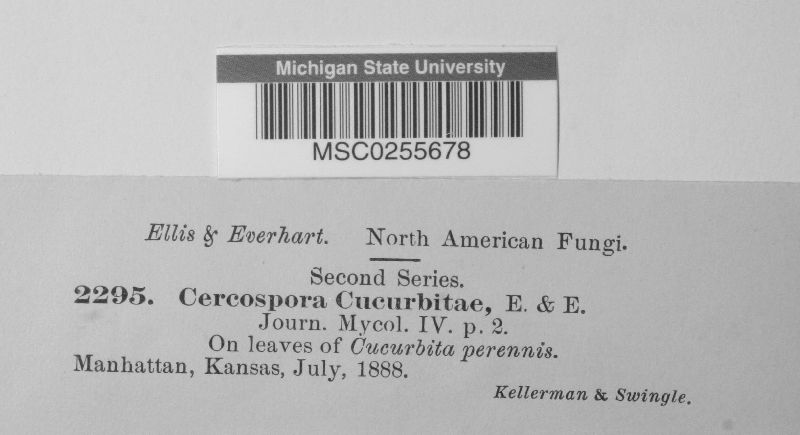 Michigan State University
MSC0255678
Ellis & Everhart. North American Fungi.
Second Series.
2295. Cercospora Cucurbitae, E. & E.
Journ. Mycol. IV. p. 2.
On leaves of Cucurbita perennis.
Manhattan, Kansas, July, 1888.
Kellerman & Swingle.